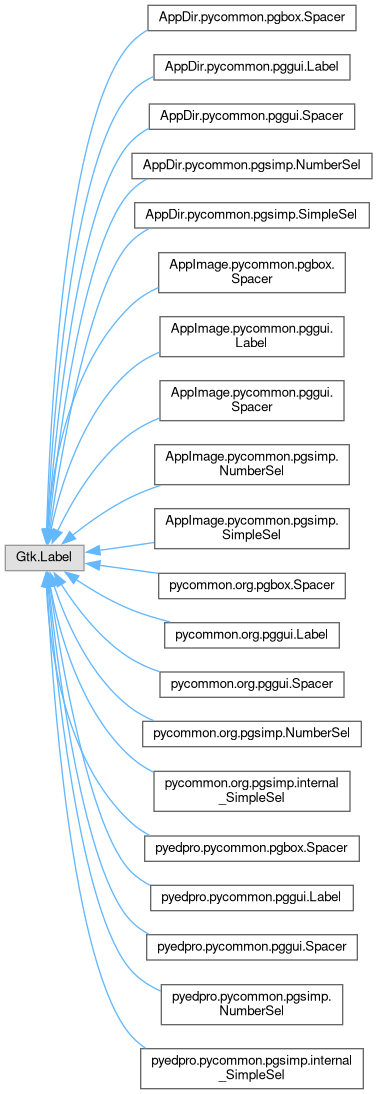 AppDir.pycommon.pgbox.Spacer
AppDir.pycommon.pggui.Label
AppDir.pycommon.pggui.Spacer
AppDir.pycommon.pgsimp.NumberSel
AppDir.pycommon.pgsimp.SimpleSel
AppImage.pycommon.pgbox.
Spacer
AppImage.pycommon.pggui.
Label
AppImage.pycommon.pggui.
Spacer
AppImage.pycommon.pgsimp.
NumberSel
AppImage.pycommon.pgsimp.
SimpleSel
Gtk.Label
pycommon.org.pgbox.Spacer
pycommon.org.pggui.Label
pycommon.org.pggui.Spacer
pycommon.org.pgsimp.NumberSel
pycommon.org.pgsimp.internal
_SimpleSel
pyedpro.pycommon.pgbox.Spacer
pyedpro.pycommon.pggui.Label
pyedpro.pycommon.pggui.Spacer
pyedpro.pycommon.pgsimp.
NumberSel
pyedpro.pycommon.pgsimp.internal
_SimpleSel